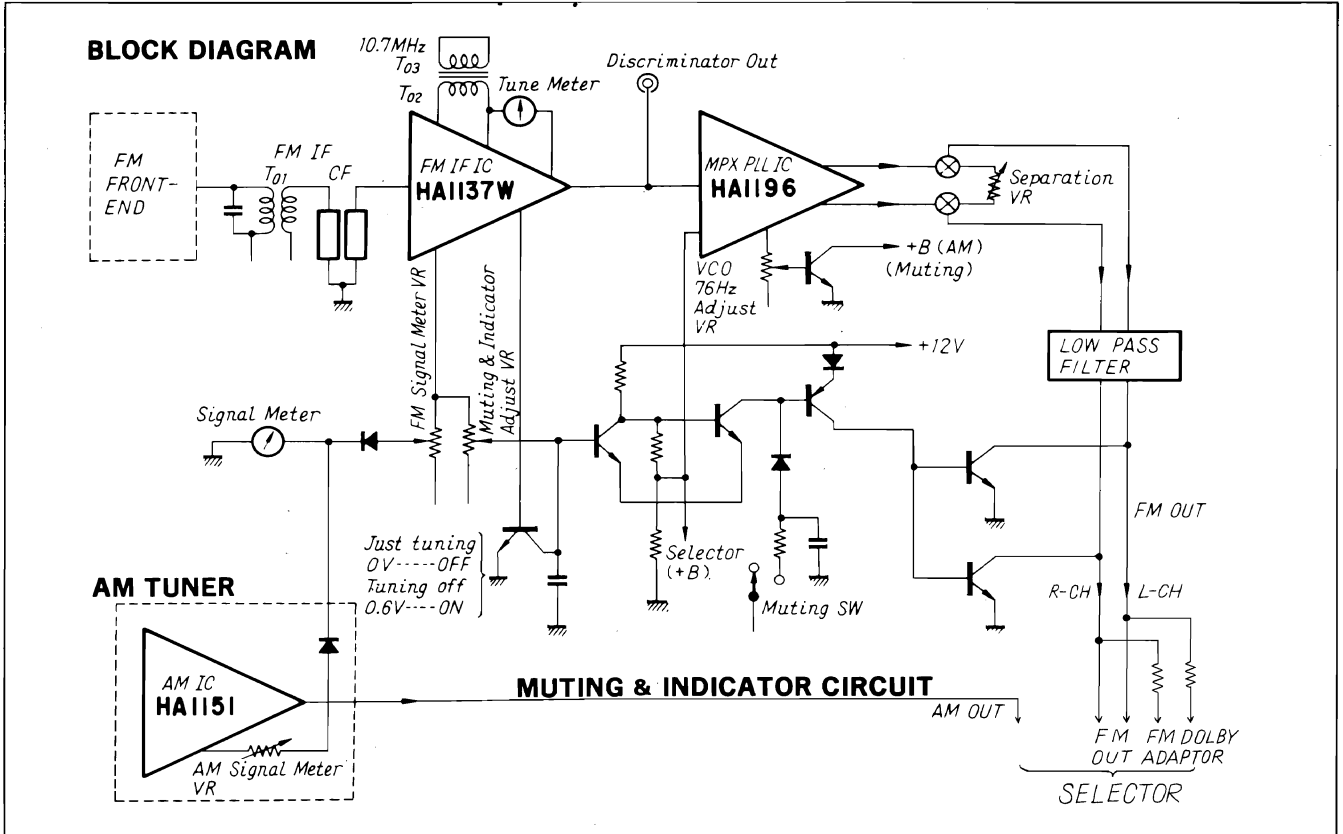 BLOCK DIAGRAM
10.7MHz
T03
T02
Tune Meter
Discriminator Out
FM
FRONT-
END
FM IF
T01
CF
FM IF IC
HA1137W
MPX PLL IC
HA1196
Separation
VR
+B (AM)
(Muting)
VCO
76Hz
Adjust
VR
FM Signal Meter VR
Muting & Indicator
Adjust VR
+12V
LOW PASS
FILTER
Signal Meter
FM OUT
Just tuning
0V-----OFF
Tuning off
0.6V----ON
Selector
(+B).
Muting SW
R-CH
L-CH
AM TUNER
AM IC
HA1151
AM Signal Meter
VR
MUTING & INDICATOR CIRCUIT
AM OUT
FM FM DOLBY
OUT ADAPTOR
SELECTOR